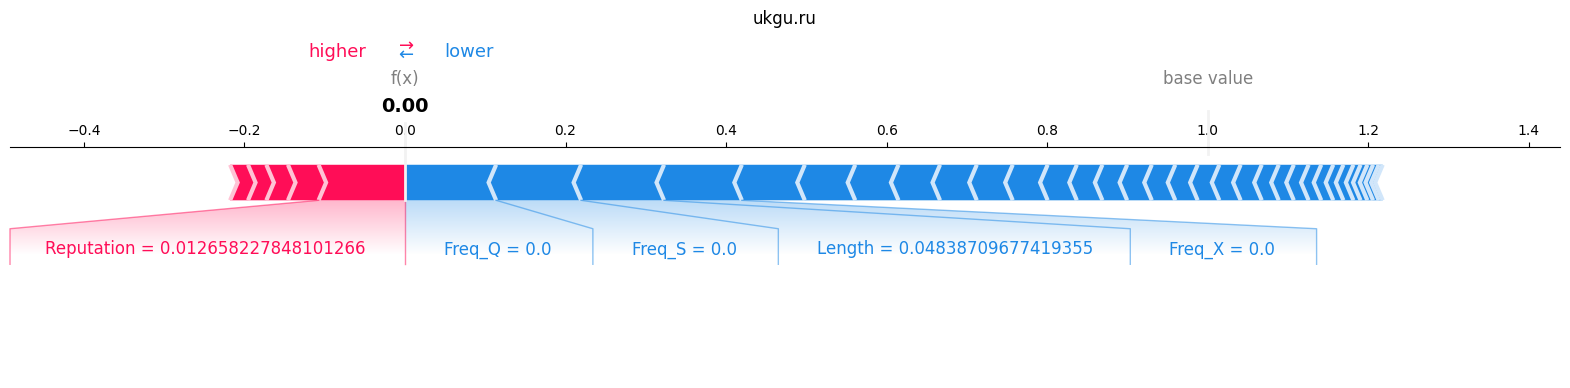 ukgu.ru
higher ⇄ lower
f(x) base value
0.00
−0.4 −0.2 0.0 0.2 0.4 0.6 0.8 1.0 1.2 1.4
Reputation = 0.012658227848101266 Freq_Q = 0.0 Freq_S = 0.0 Length = 0.04838709677419355 Freq_X = 0.0